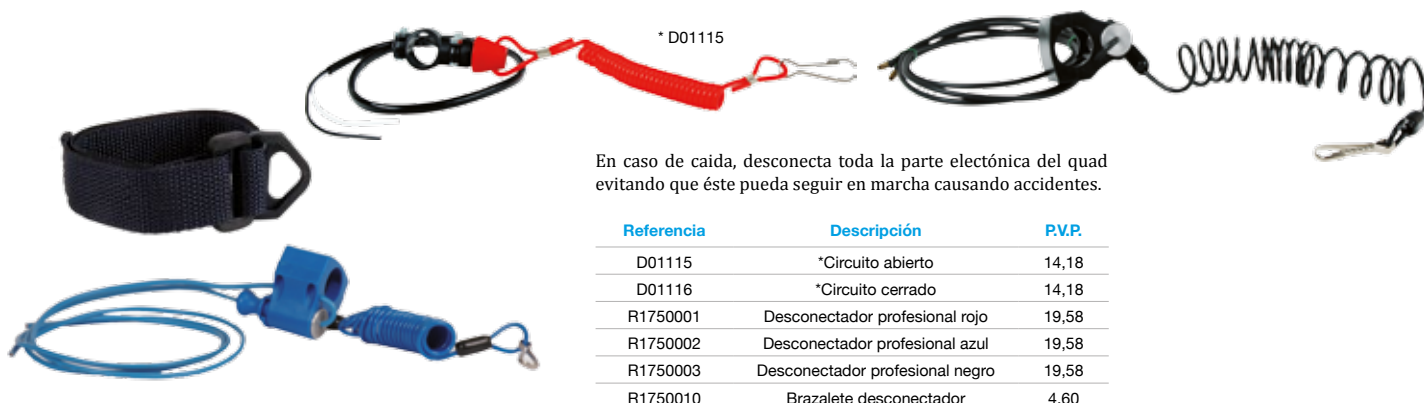 * D01115
En caso de caida, desconecta toda la parte electónica del quad
evitando que éste pueda seguir en marcha causando accidentes.
Referencia Descripción P.V.P.
D01115 *Circuito abierto 14,18
D01116 *Circuito cerrado 14,18
R1750001 Desconectador profesional rojo 19,58
R1750002 Desconectador profesional azul 19,58
R1750003 Desconectador profesional negro 19,58
R1750010 Brazalete desconectador 4,60